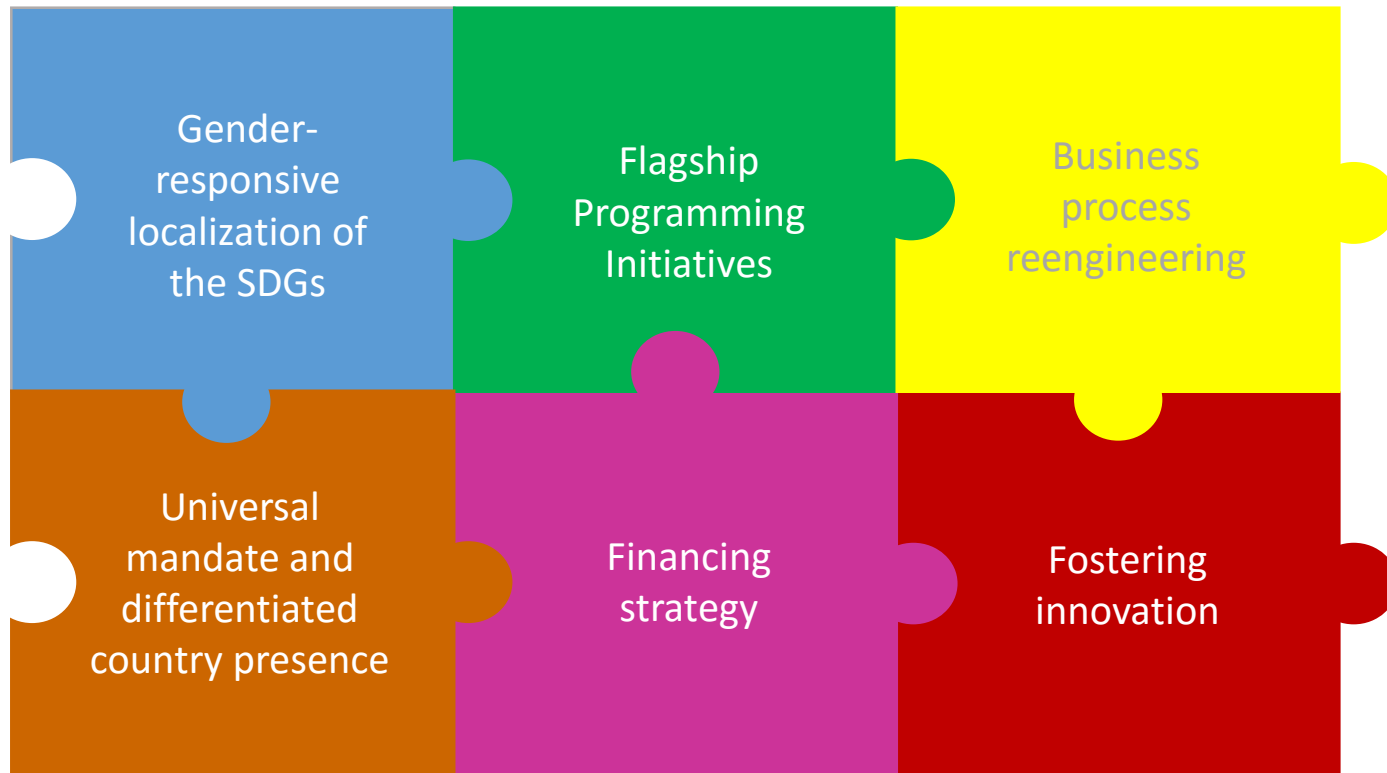 Gender-
responsive
localization of
the SDGs
Flagship
Programming
Initiatives
Business
process
reengineering
Universal
mandate and
differentiated
country presence
Financing
strategy
Fostering
innovation